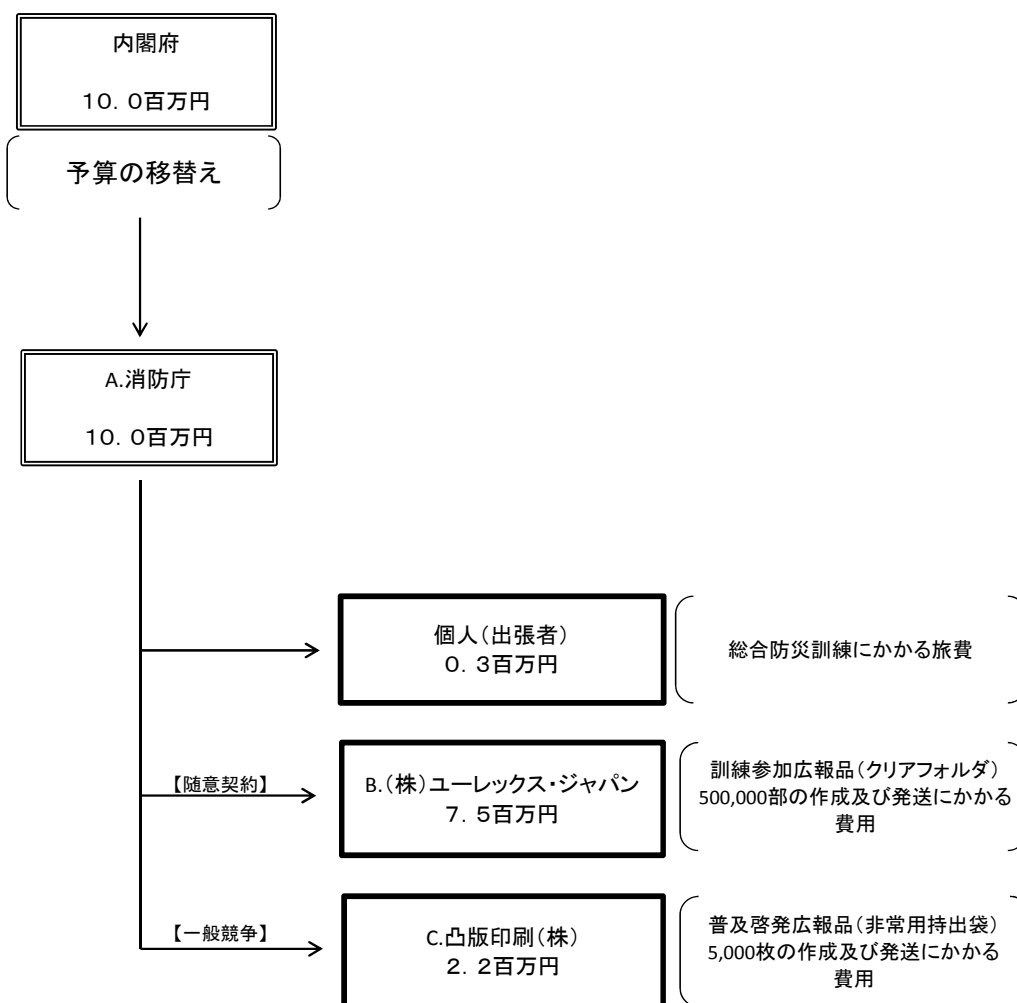 内閣府
10．0百万円
予算の移替え
A.消防庁
10．0百万円
個人（出張者）
0．3百万円
総合防災訓練にかかる旅費
【随意契約】
B.（株）ユーレックス・ジャパン
7．5百万円
訓練参加広報品（クリアフォルダ）
500,000部の作成及び発送にかかる
費用
【一般競争】
C.凸版印刷（株）
2．2百万円
普及啓発広報品（非常用持出袋）
5,000枚の作成及び発送にかかる
費用